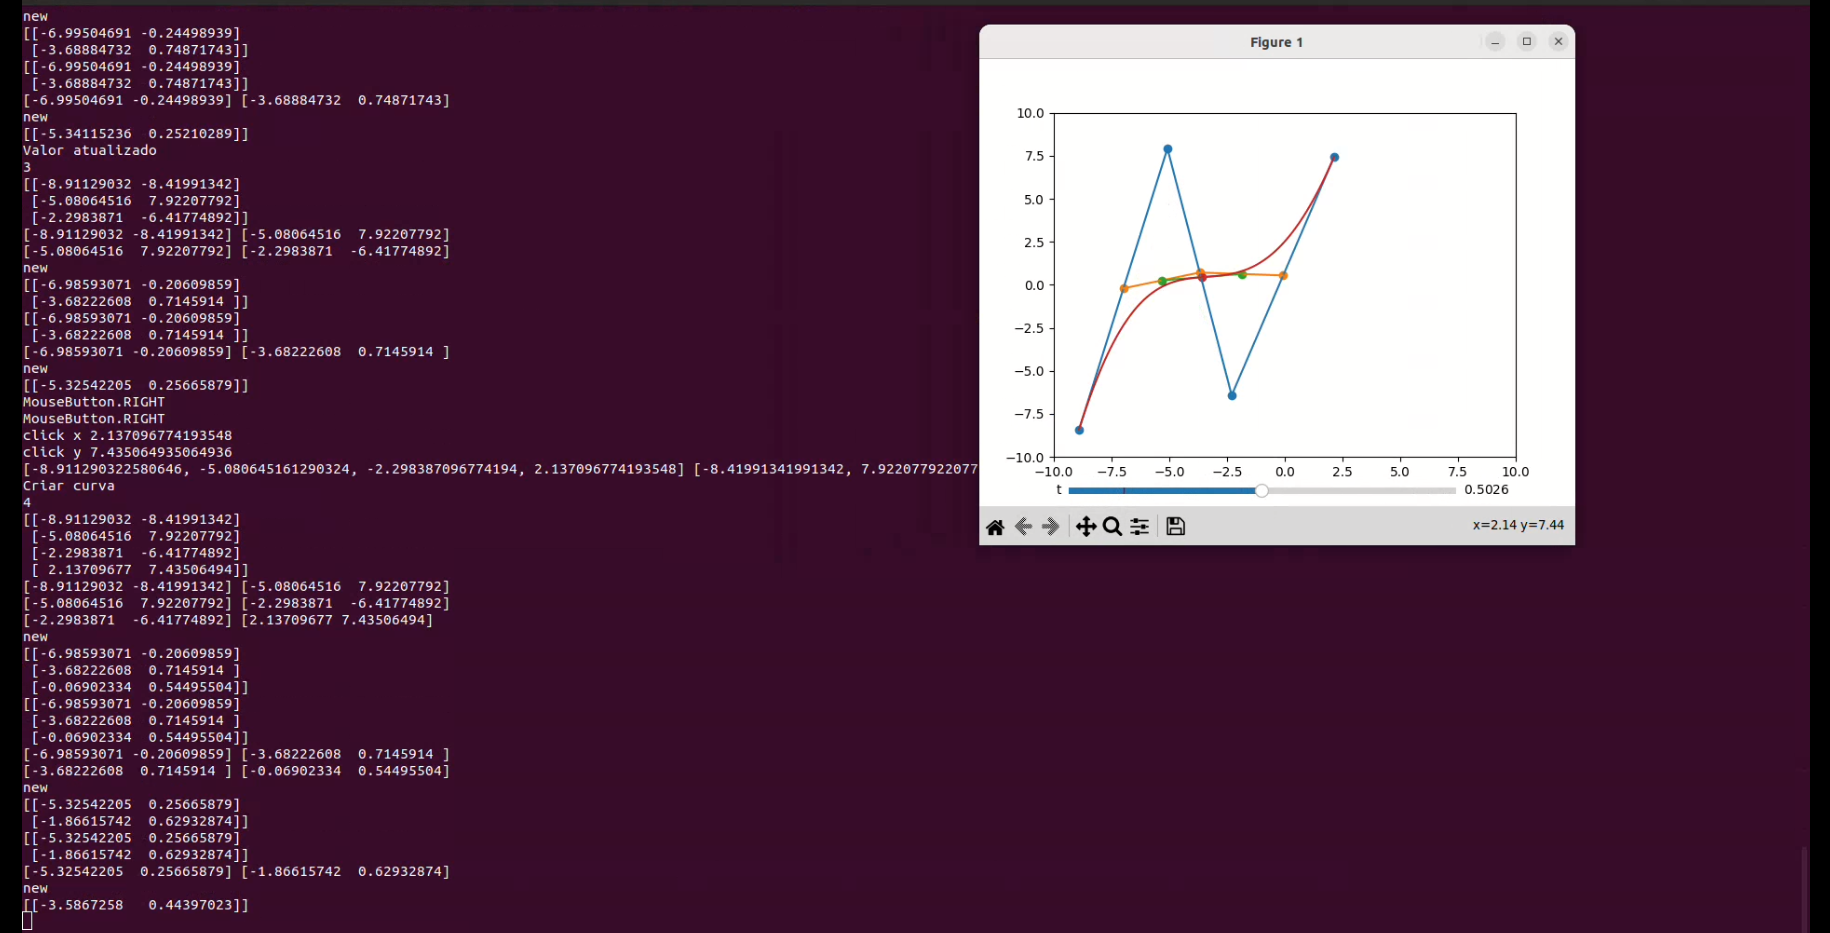 new
[[-6.99504691 -0.24498939]
 [-3.68884732  0.74871743]]
[[-6.99504691 -0.24498939]
 [-3.68884732  0.74871743]]
[-6.99504691 -0.24498939] [-3.68884732  0.74871743]
new
[[-5.34115236  0.25210289]]
Valor atualizado
3
[[-8.91129032 -8.41991342]
 [-5.08064516  7.92207792]
 [-2.2983871  -6.41774892]]
[-8.91129032 -8.41991342] [-5.08064516  7.92207792]
[-5.08064516  7.92207792] [-2.2983871  -6.41774892]
new
[[-6.98593071 -0.20609859]
 [-3.68222608  0.7145914 ]]
[[-6.98593071 -0.20609859]
 [-3.68222608  0.7145914 ]]
[-6.98593071 -0.20609859] [-3.68222608  0.7145914 ]
new
[[-5.32542205  0.25665879]]
MouseButton.RIGHT
MouseButton.RIGHT
click x 2.137096774193548
click y 7.435064935064936
[-8.911290322580646, -5.080645161290324, -2.298387096774194, 2.137096774193548] [-8.41991341991342, 7.922077922077
Criar curva
4
[[-8.91129032 -8.41991342]
 [-5.08064516  7.92207792]
 [-2.2983871  -6.41774892]
 [ 2.13709677  7.43506494]]
[-8.91129032 -8.41991342] [-5.08064516  7.92207792]
[-5.08064516  7.92207792] [-2.2983871  -6.41774892]
[-2.2983871  -6.41774892] [2.13709677 7.43506494]
new
[[-6.98593071 -0.20609859]
 [-3.68222608  0.7145914 ]
 [-0.06902334  0.54495504]]
[[-6.98593071 -0.20609859]
 [-3.68222608  0.7145914 ]
 [-0.06902334  0.54495504]]
[-6.98593071 -0.20609859] [-3.68222608  0.7145914 ]
[-3.68222608  0.7145914 ] [-0.06902334  0.54495504]
new
[[-5.32542205  0.25665879]
 [-1.86615742  0.62932874]]
[[-5.32542205  0.25665879]
 [-1.86615742  0.62932874]]
[-5.32542205  0.25665879] [-1.86615742  0.62932874]
new
[[-3.5867258   0.44397023]]
Figure 1
10.0
7.5
5.0
2.5
0.0
−2.5
−5.0
−7.5
−10.0
−10.0 −7.5 −5.0 −2.5 0.0 2.5 5.0 7.5 10.0
t 0.5026
x=2.14 y=7.44